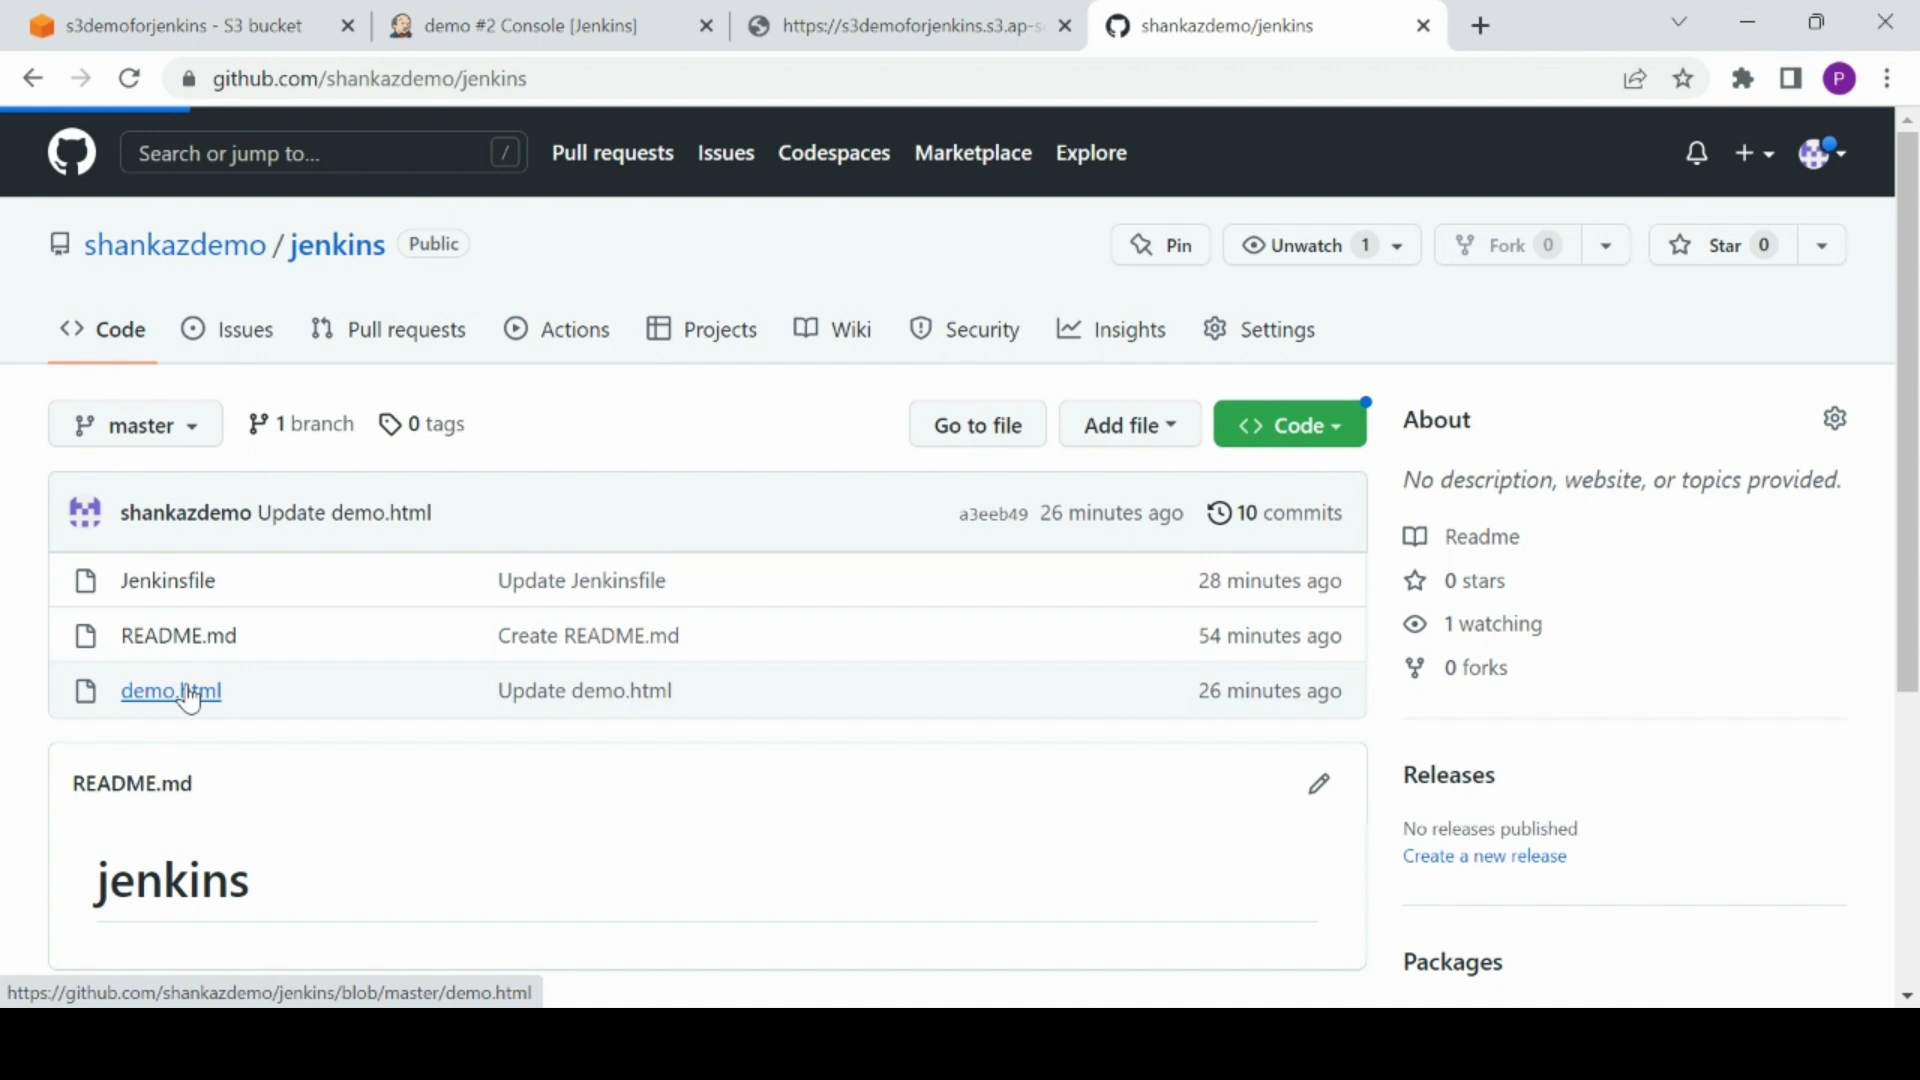 s3demoforjenkins - S3 bucket
demo #2 Console [Jenkins]
https://s3demoforjenkins.s3.ap-s
shankazdemo/jenkins
github.com/shankazdemo/jenkins
P
Search or jump to... /
Pull requests Issues Codespaces Marketplace Explore
shankazdemo / jenkins Public
Pin Unwatch 1 Fork 0 Star 0
Code Issues Pull requests Actions Projects Wiki Security Insights Settings
master 1 branch 0 tags Go to file Add file Code
About
No description, website, or topics provided.
shankazdemo Update demo.html a3eeb49 26 minutes ago 10 commits
Readme
Jenkinsfile Update Jenkinsfile 28 minutes ago
0 stars
README.md Create README.md 54 minutes ago
1 watching
0 forks
demo.html Update demo.html 26 minutes ago
README.md
Releases
No releases published
Create a new release
jenkins
Packages
https://github.com/shankazdemo/jenkins/blob/master/demo.html